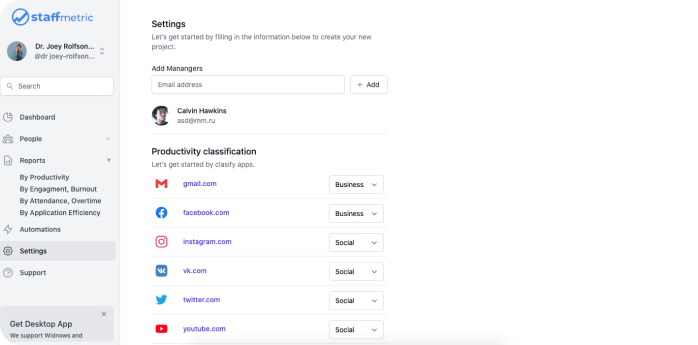 staffmetric
Dr. Joey Rolfson...
@dr joey-rolfson...
Search
Dashboard
People
Reports
By Productivity
By Engagment, Burnout
By Attendance, Overtime
By Application Efficiency
Automations
Settings
Support
Get Desktop App
We support Widnows and
Settings
Let's get started by filling in the information below to create your new
project.
Add Manangers
Email address
+ Add
Calvin Hawkins
asd@mm.ru
Productivity classification
Let's get started by clasify apps.
gmail.com Business
facebook.com Business
instagram.com Social
vk.com Social
twitter.com Social
youtube.com Social